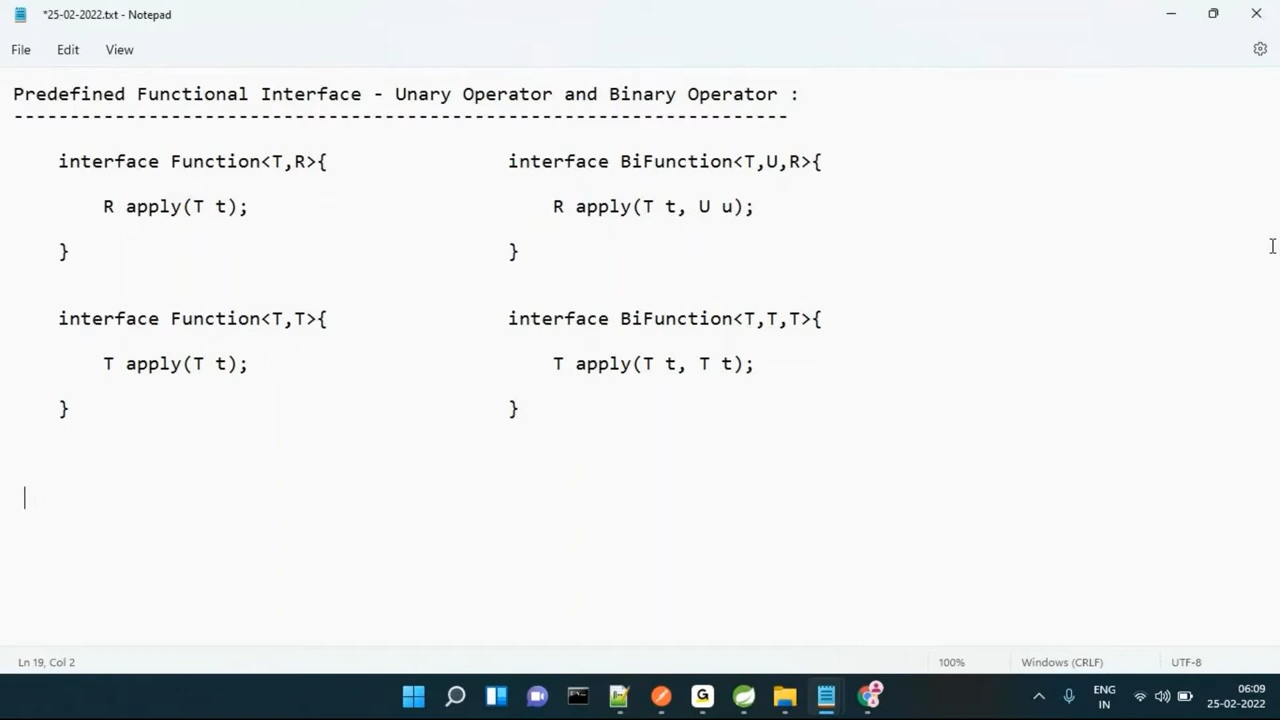 *25-02-2022.txt - Notepad
File Edit View
Predefined Functional Interface - Unary Operator and Binary Operator :
---------------------------------------------------------------------
interface Function<T,R>{ interface BiFunction<T,U,R>{
R apply(T t); R apply(T t, U u);
} }
interface Function<T,T>{ interface BiFunction<T,T,T>{
T apply(T t); T apply(T t, T t);
} }
Ln 19, Col 2 100% Windows (CRLF) UTF-8
ENG 06:09
IN 25-02-2022